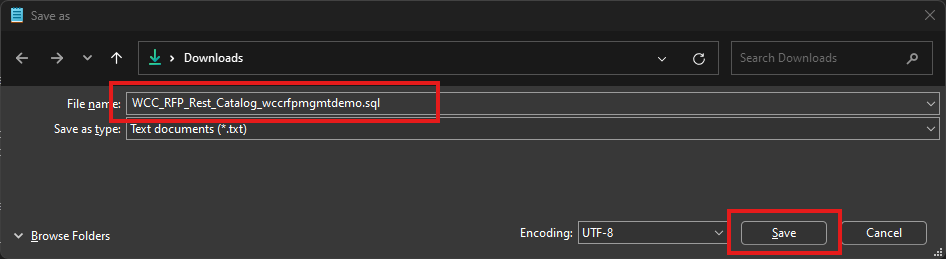 Save as
Downloads
Search Downloads
File name: WCC_RFP_Rest_Catalog_wccrfpmgmtdemo.sql
Save as type: Text documents (*.txt)
Browse Folders
Encoding: UTF-8
Save
Cancel